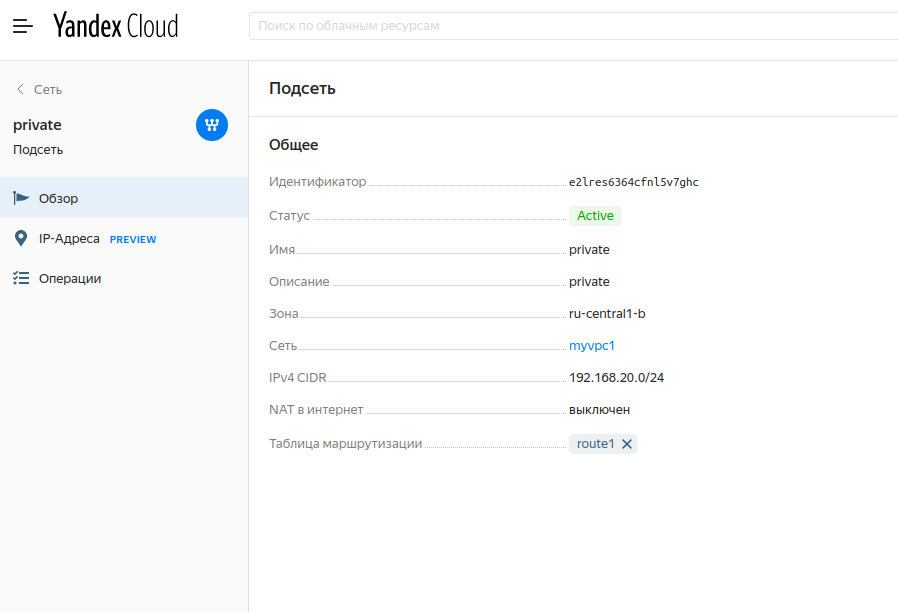 Yandex Cloud
Поиск по облачным ресурсам
Сеть
private
Подсеть
Обзор
IP-Адреса PREVIEW
Операции
Подсеть
Общее
Идентификатор e2lres6364cfnl5v7ghc
Статус Active
Имя private
Описание private
Зона ru-central1-b
Сеть myvpc1
IPv4 CIDR 192.168.20.0/24
NAT в интернет выключен
Таблица маршрутизации route1